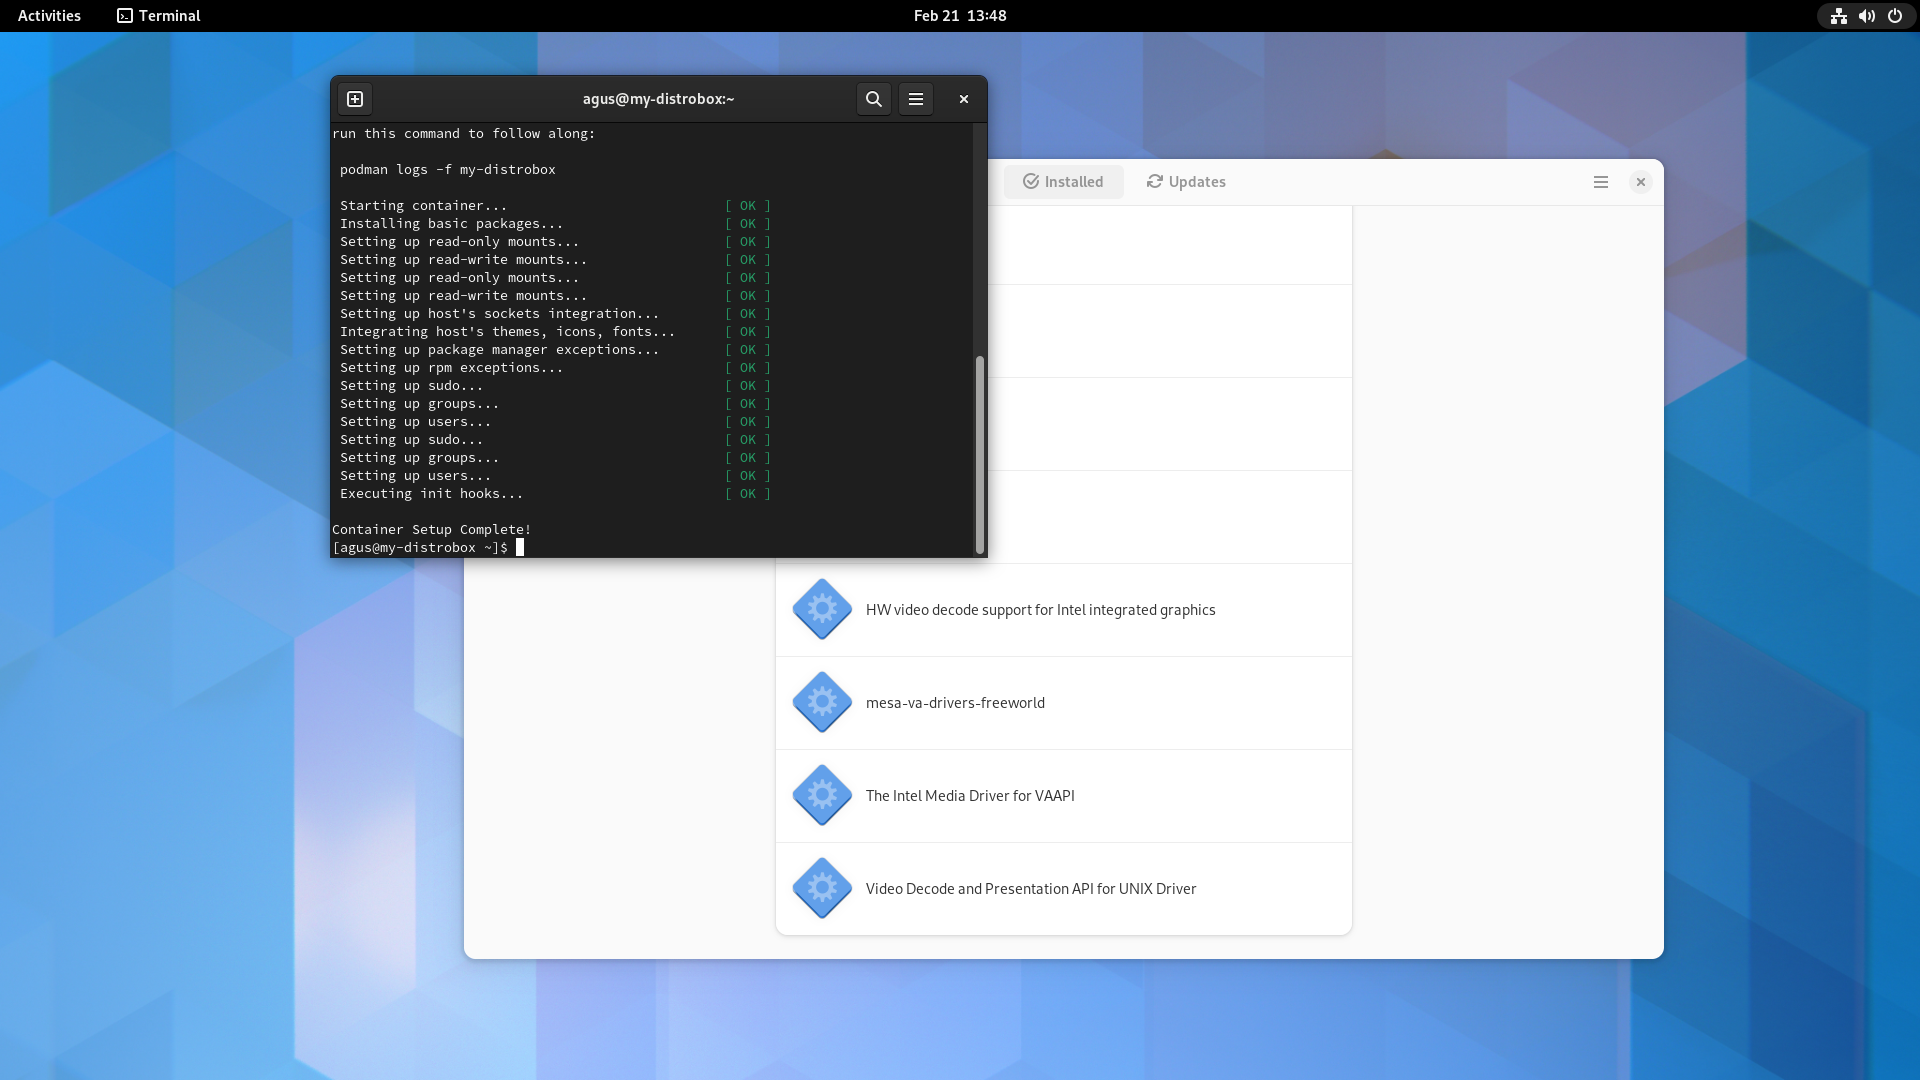 Activities
Terminal
Feb 21 13:48
agus@my-distrobox:~
run this command to follow along:
podman logs -f my-distrobox
Starting container... [ OK ]
Installing basic packages... [ OK ]
Setting up read-only mounts... [ OK ]
Setting up read-write mounts... [ OK ]
Setting up read-only mounts... [ OK ]
Setting up read-write mounts... [ OK ]
Setting up host's sockets integration... [ OK ]
Integrating host's themes, icons, fonts... [ OK ]
Setting up package manager exceptions... [ OK ]
Setting up rpm exceptions... [ OK ]
Setting up sudo... [ OK ]
Setting up groups... [ OK ]
Setting up users... [ OK ]
Setting up sudo... [ OK ]
Setting up groups... [ OK ]
Setting up users... [ OK ]
Executing init hooks... [ OK ]
Container Setup Complete!
[agus@my-distrobox ~]$
Installed
Updates
HW video decode support for Intel integrated graphics
mesa-va-drivers-freeworld
The Intel Media Driver for VAAPI
Video Decode and Presentation API for UNIX Driver